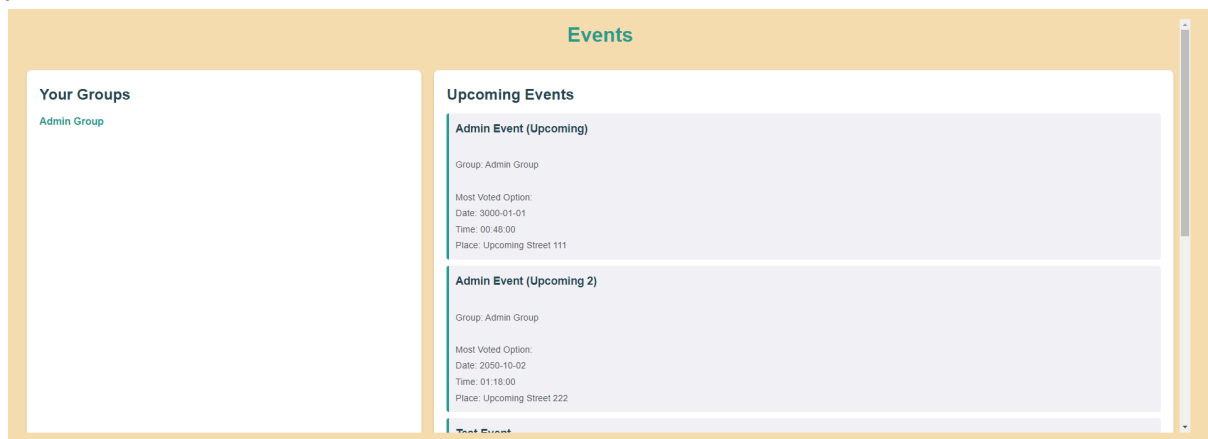 Events
Your Groups
Admin Group
Upcoming Events
Admin Event (Upcoming)
Group: Admin Group
Most Voted Option:
Date: 3000-01-01
Time: 00:48:00
Place: Upcoming Street 111
Admin Event (Upcoming 2)
Group: Admin Group
Most Voted Option:
Date: 2050-10-02
Time: 01:18:00
Place: Upcoming Street 222
Test Event